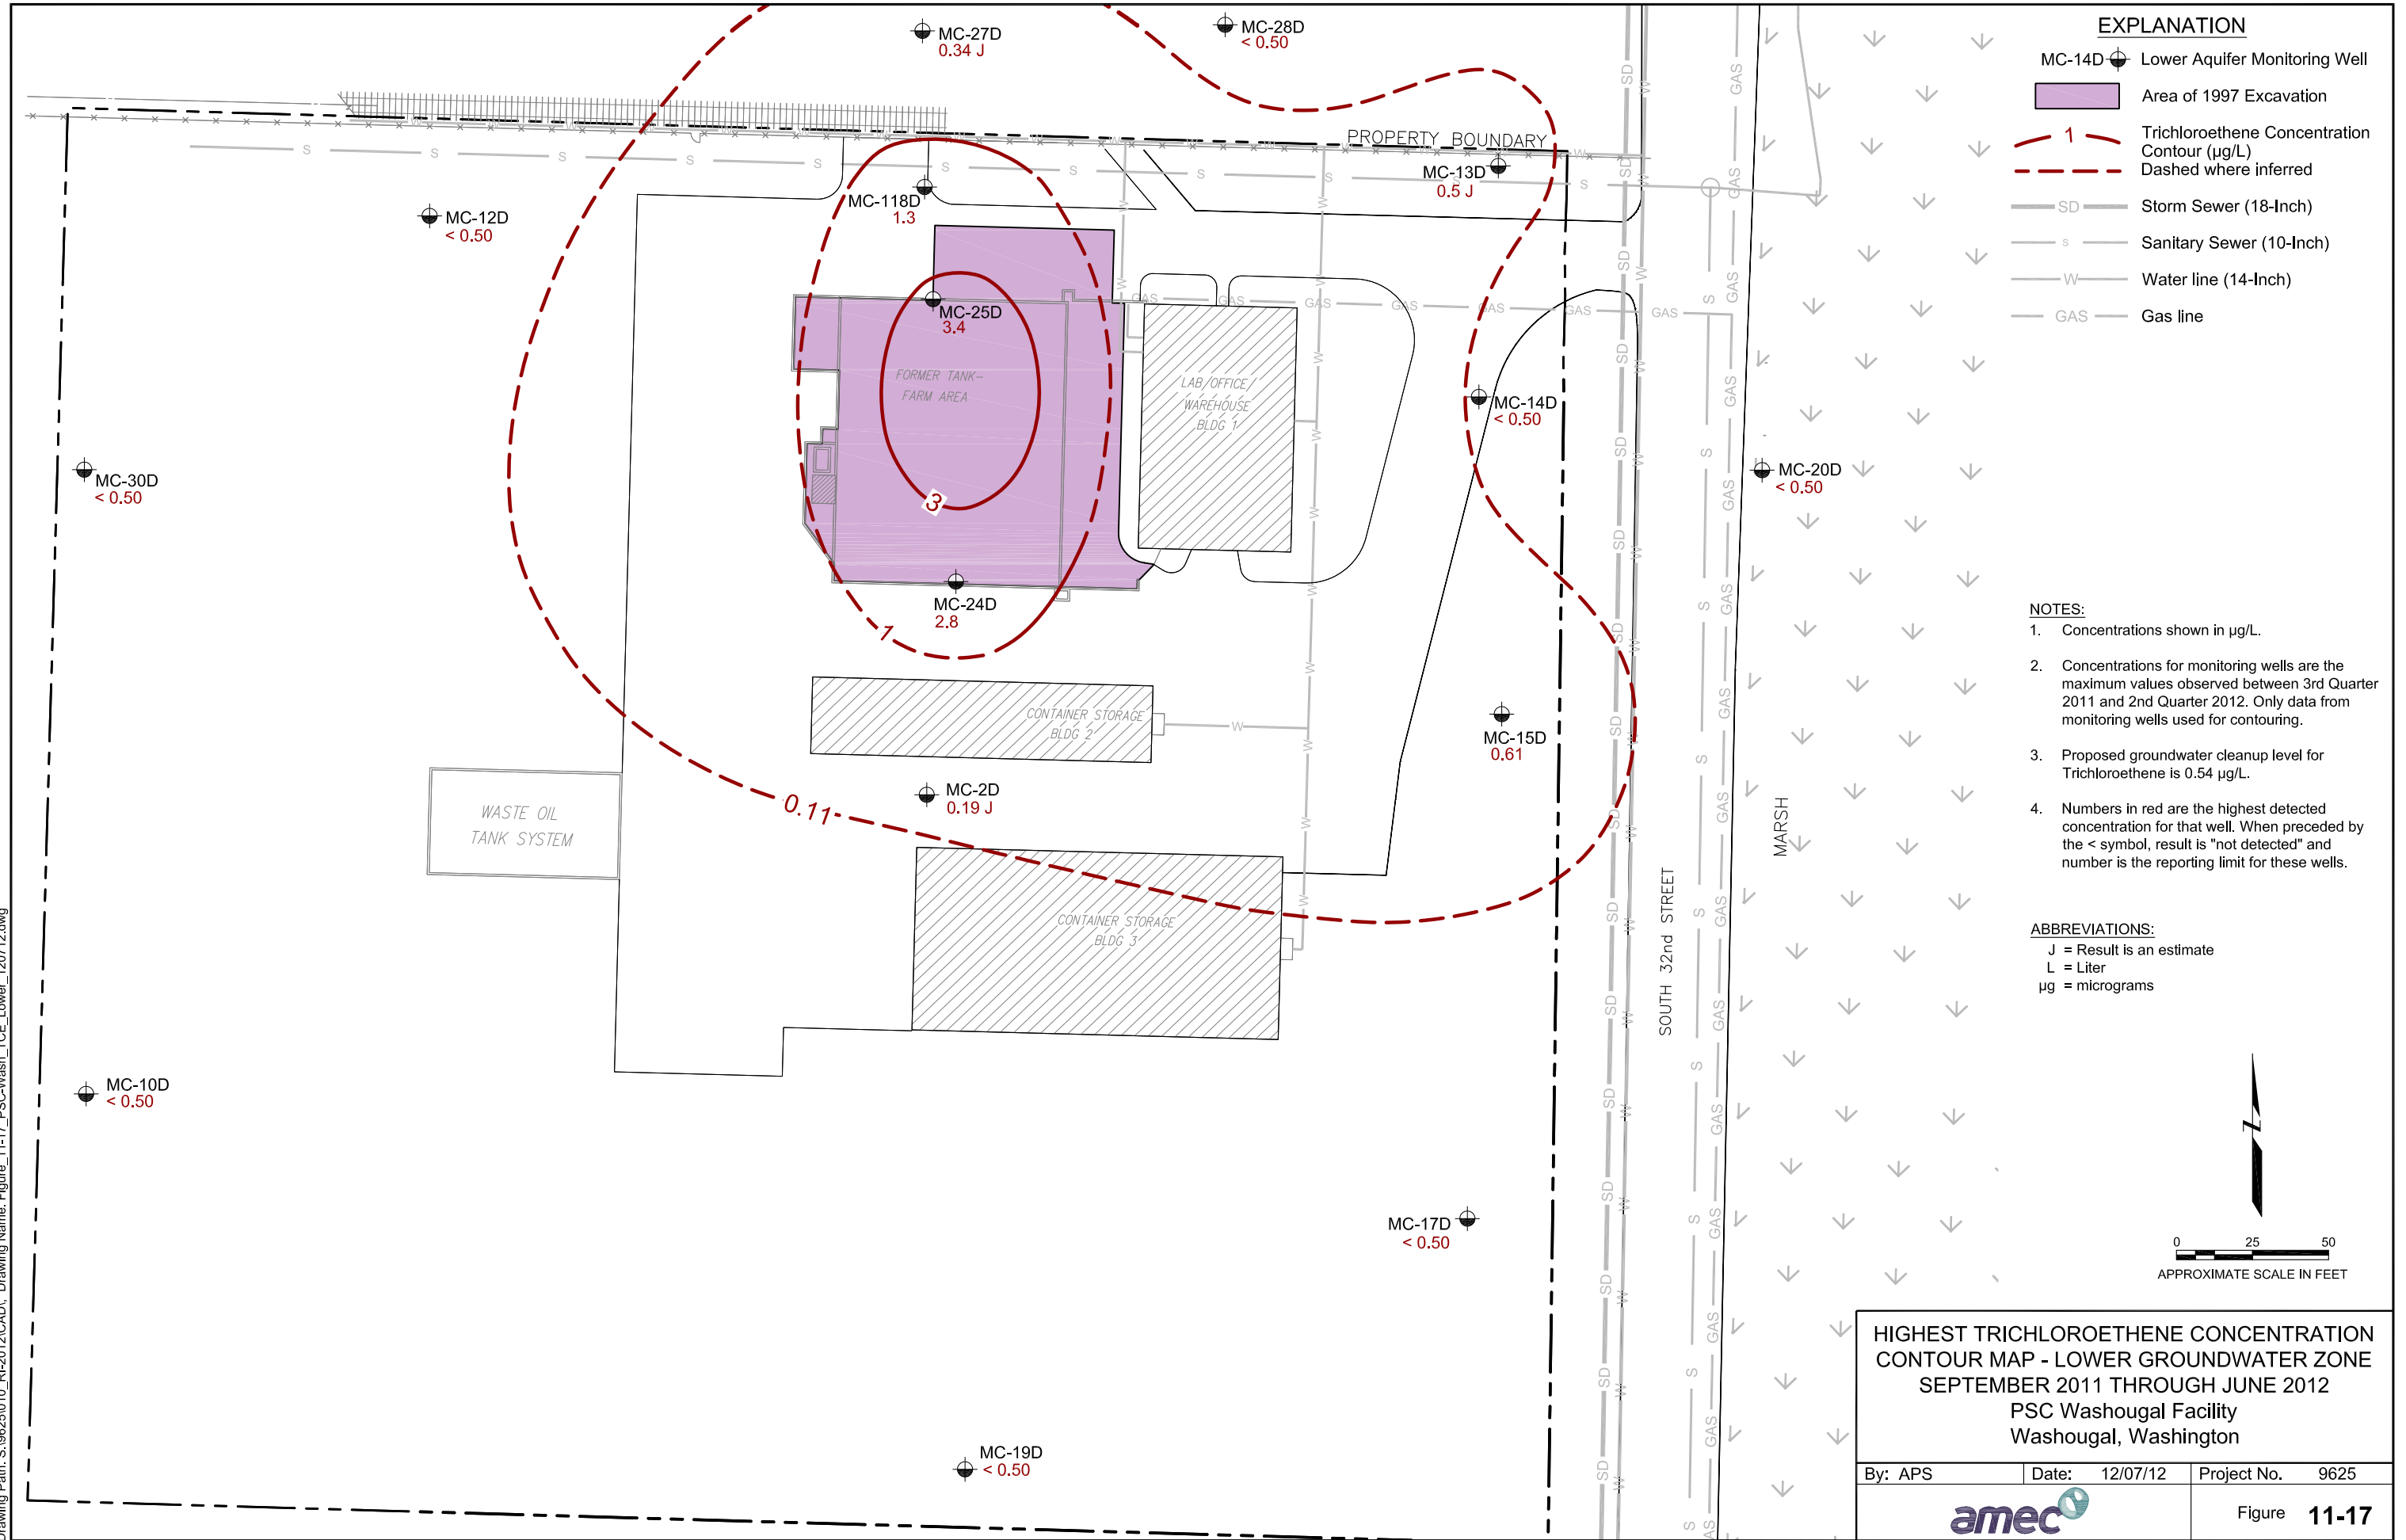 MC-27D
0.34 J
MC-28D
< 0.50
PROPERTY BOUNDARY
MC-13D
0.5 J
MC-118D
1.3
MC-12D
< 0.50
MC-25D
3.4
FORMER TANK-
FARM AREA
LAB/OFFICE/
WAREHOUSE
BLDG 1
MC-14D
< 0.50
MC-30D
< 0.50
MC-20D
< 0.50
3
MC-24D
2.8
1
CONTAINER STORAGE
BLDG 2
MC-15D
0.61
MC-2D
0.19 J
0.11
WASTE OIL
TANK SYSTEM
CONTAINER STORAGE
BLDG 3
MARSH
SOUTH 32nd STREET
MC-10D
< 0.50
MC-17D
< 0.50
MC-19D
< 0.50
S
SD
W
GAS
EXPLANATION
MC-14D Lower Aquifer Monitoring Well
Area of 1997 Excavation
1 Trichloroethene Concentration
Contour (µg/L)
Dashed where inferred
SD Storm Sewer (18-Inch)
S Sanitary Sewer (10-Inch)
W Water line (14-Inch)
GAS Gas line
NOTES:
1. Concentrations shown in µg/L.
2. Concentrations for monitoring wells are the
maximum values observed between 3rd Quarter
2011 and 2nd Quarter 2012. Only data from
monitoring wells used for contouring.
3. Proposed groundwater cleanup level for
Trichloroethene is 0.54 µg/L.
4. Numbers in red are the highest detected
concentration for that well. When preceded by
the < symbol, result is "not detected" and
number is the reporting limit for these wells.
ABBREVIATIONS:
J = Result is an estimate
L = Liter
µg = micrograms
0 25 50
APPROXIMATE SCALE IN FEET
HIGHEST TRICHLOROETHENE CONCENTRATION
CONTOUR MAP - LOWER GROUNDWATER ZONE
SEPTEMBER 2011 THROUGH JUNE 2012
PSC Washougal Facility
Washougal, Washington
By: APS Date: 12/07/12 Project No. 9625
amec
Figure 11-17